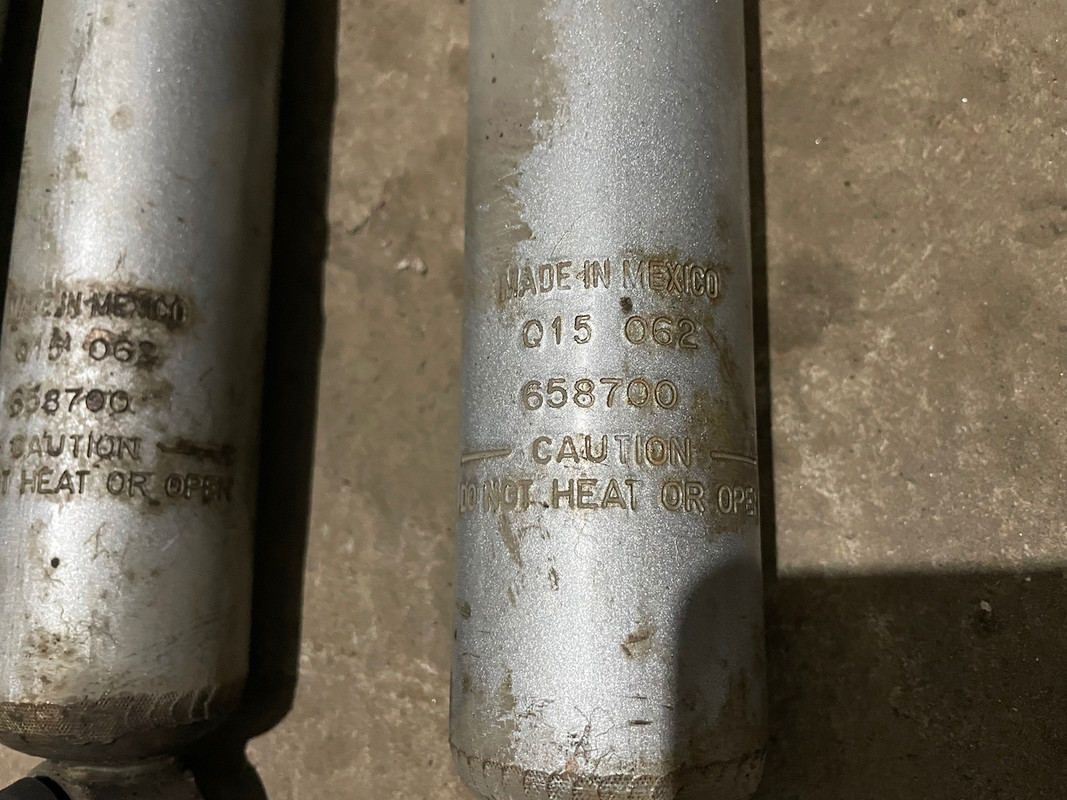 IN MEXICO
Q15 062
658700
CAUTION
T HEAT OR OPEN
MADE IN MEXICO
Q15 062
658700
CAUTION
DO NOT HEAT OR OPEN